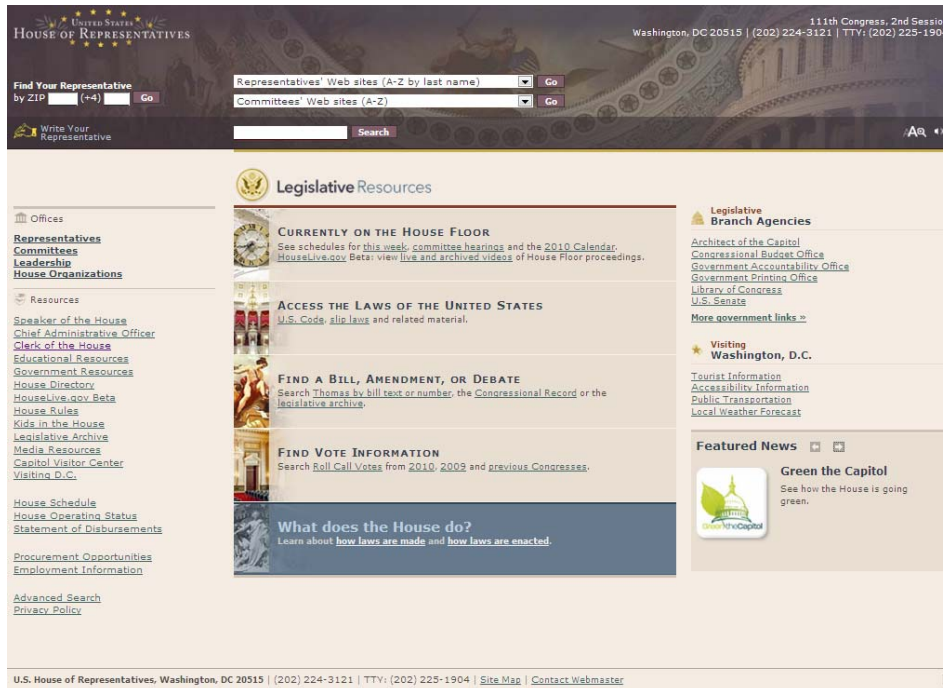 UNITED STATES
HOUSE OF REPRESENTATIVES
111th Congress, 2nd Sessio
Washington, DC 20515 | (202) 224-3121 | TTY: (202) 225-190
Find Your Representative
by ZIP (+4) Go
Representatives' Web sites (A-Z by last name) Go
Committees' Web sites (A-Z) Go
Write Your
Representative
Search
AA
Legislative Resources
Offices
Representatives
Committees
Leadership
House Organizations
Resources
Speaker of the House
Chief Administrative Officer
Clerk of the House
Educational Resources
Government Resources
House Directory
HouseLive.gov Beta
House Rules
Kids in the House
Legislative Archive
Media Resources
Capitol Visitor Center
Visiting D.C.
House Schedule
House Operating Status
Statement of Disbursements
Procurement Opportunities
Employment Information
Advanced Search
Privacy Policy
CURRENTLY ON THE HOUSE FLOOR
See schedules for this week, committee hearings and the 2010 Calendar.
HouseLive.gov Beta: view live and archived videos of House Floor proceedings.
ACCESS THE LAWS OF THE UNITED STATES
U.S. Code, slip laws and related material.
FIND A BILL, AMENDMENT, OR DEBATE
Search Thomas by bill text or number, the Congressional Record or the
legislative archive.
FIND VOTE INFORMATION
Search Roll Call Votes from 2010, 2009 and previous Congresses.
What does the House do?
Learn about how laws are made and how laws are enacted.
Legislative
Branch Agencies
Architect of the Capitol
Congressional Budget Office
Government Accountability Office
Government Printing Office
Library of Congress
U.S. Senate
More government links »
Visiting
Washington, D.C.
Tourist Information
Accessibility Information
Public Transportation
Local Weather Forecast
Featured News
Green the Capitol
See how the House is going
green.
Green the Capitol
U.S. House of Representatives, Washington, DC 20515 | (202) 224-3121 | TTY: (202) 225-1904 | Site Map | Contact Webmaster